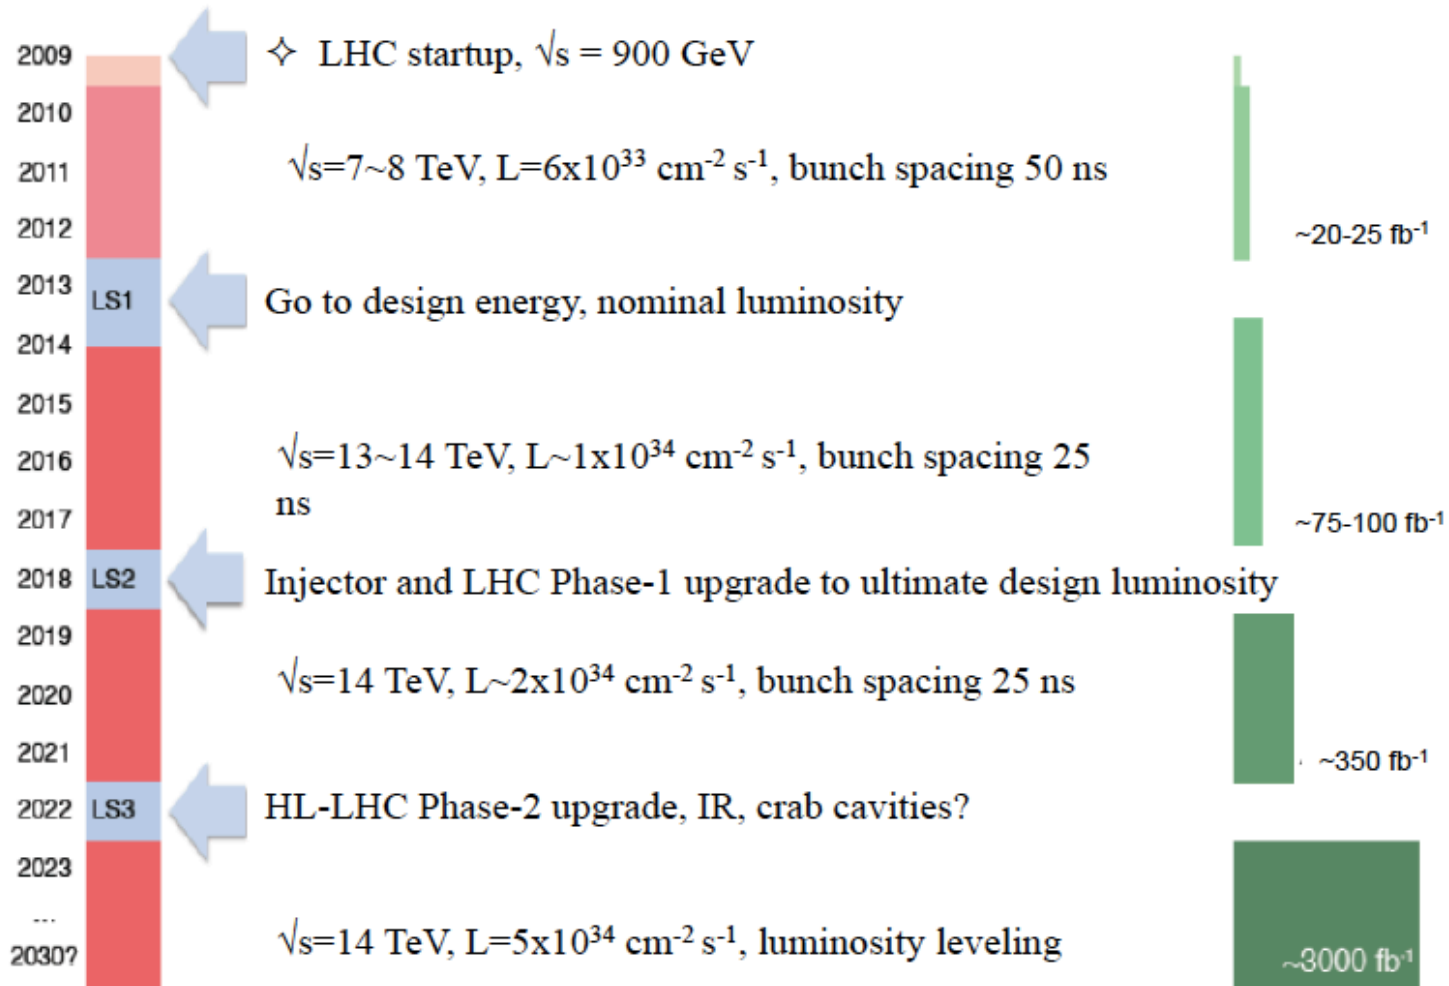 2009
✧ LHC startup, √s = 900 GeV
2010
2011
√s=7~8 TeV, L=6x10³³ cm⁻² s⁻¹, bunch spacing 50 ns
2012
~20-25 fb⁻¹
2013
LS1
Go to design energy, nominal luminosity
2014
2015
2016
√s=13~14 TeV, L~1x10³⁴ cm⁻² s⁻¹, bunch spacing 25
ns
2017
~75-100 fb⁻¹
2018
LS2
Injector and LHC Phase-1 upgrade to ultimate design luminosity
2019
2020
√s=14 TeV, L~2x10³⁴ cm⁻² s⁻¹, bunch spacing 25 ns
2021
~350 fb⁻¹
2022
LS3
HL-LHC Phase-2 upgrade, IR, crab cavities?
2023
...
2030?
√s=14 TeV, L=5x10³⁴ cm⁻² s⁻¹, luminosity leveling
~3000 fb⁻¹